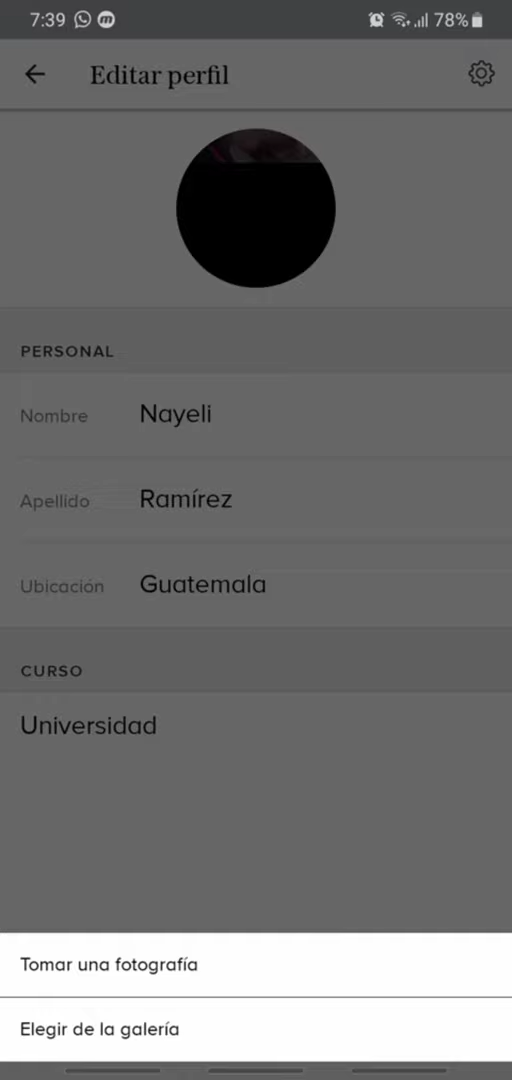 7:39 78%
Editar perfil
PERSONAL
Nombre Nayeli
Apellido Ramírez
Ubicación Guatemala
CURSO
Universidad
Tomar una fotografía
Elegir de la galería